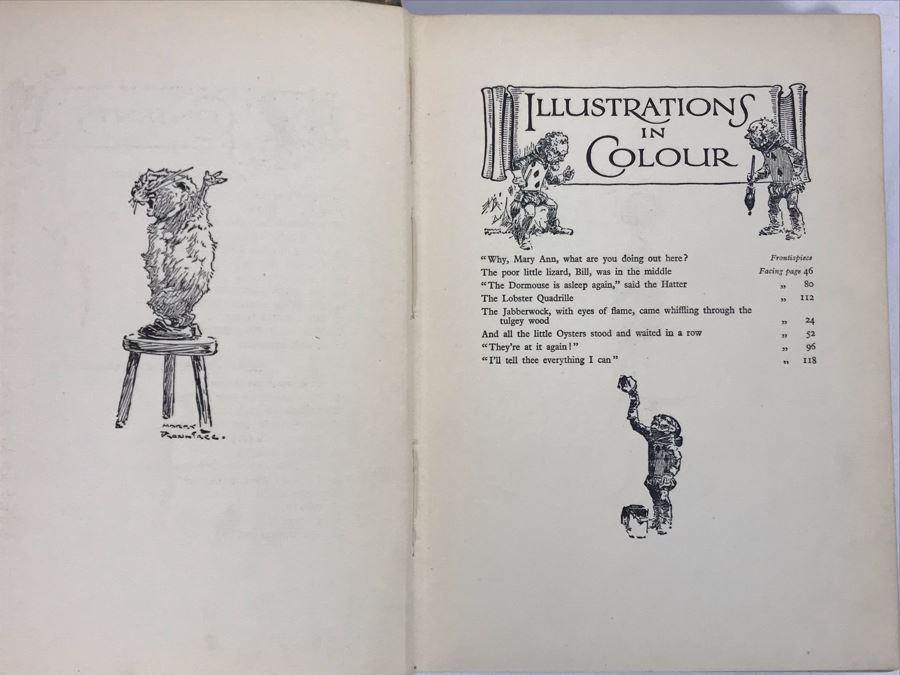 HARRY
ROUNTREE.
ILLUSTRATIONS
IN
COLOUR
"Why, Mary Ann, what are you doing out here? Frontispiece
The poor little lizard, Bill, was in the middle Facing page 46
"The Dormouse is asleep again," said the Hatter „ 80
The Lobster Quadrille „ 112
The Jabberwock, with eyes of flame, came whiffling through the
tulgey wood „ 24
And all the little Oysters stood and waited in a row „ 52
"They're at it again!" „ 96
"I'll tell thee everything I can" „ 118